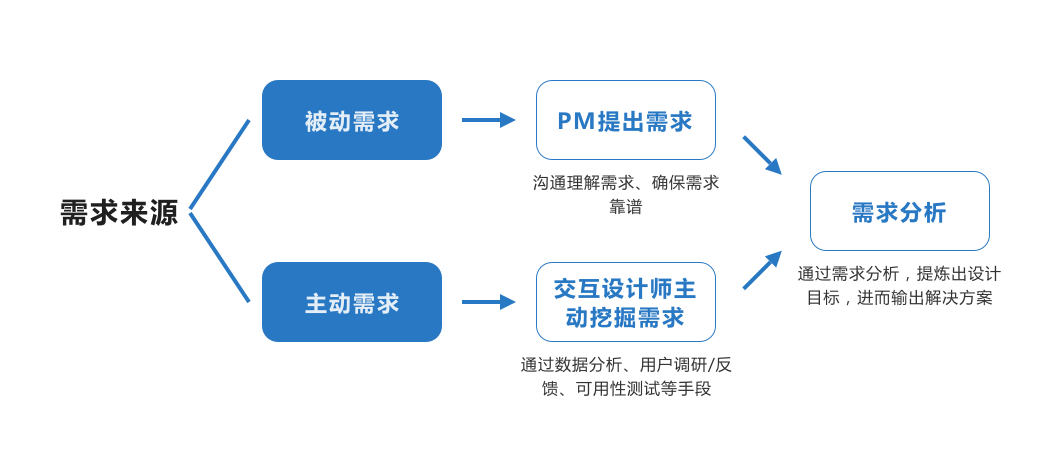 需求来源
被动需求
PM提出需求
沟通理解需求、确保需求
靠谱
主动需求
交互设计师主
动挖掘需求
通过数据分析、用户调研/反
馈、可用性测试等手段
需求分析
通过需求分析，提炼出设计
目标，进而输出解决方案